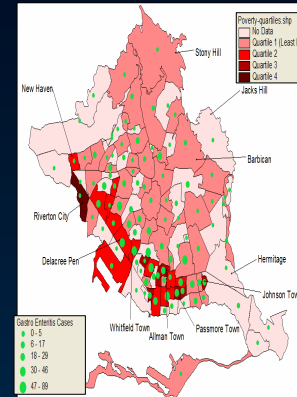 Poverty-quartiles.shp
No Data
Quartile 1 (Least
Quartile 2
Quartile 3
Quartile 4
Stony Hill
New Haven
Jacks Hill
Barbican
Riverton City
Delacree Pen
Hermitage
Johnson Tow
Whitfield Town
Passmore Town
Allman Town
Gastro Enteritis Cases
0 - 5
6 - 17
18 - 29
30 - 46
47 - 89